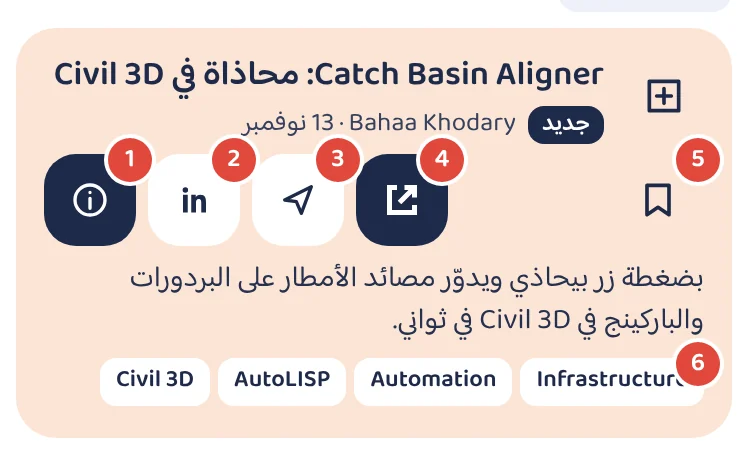 Catch Basin Aligner: محاذاة في Civil 3D
جديد Bahaa Khodary · 13 نوفمبر
1 2 3 4 5
in
بضغطة زر بيحاذي ويدوّر مصائد الأمطار على البردورات
والباركينج في Civil 3D في ثواني.
6
Infrastructure Automation AutoLISP Civil 3D